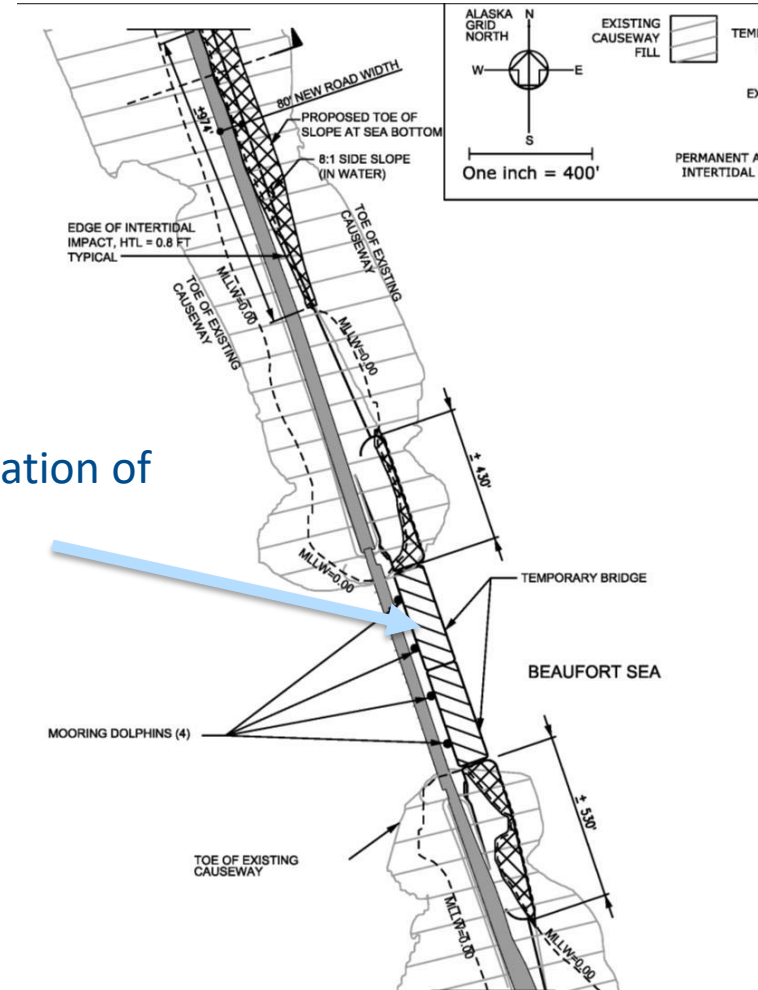 ALASKA
GRID
NORTH
N
W
E
S
One inch = 400'
EXISTING
CAUSEWAY
FILL
PERMANENT A
INTERTIDAL
80' NEW ROAD WIDTH
±974'
PROPOSED TOE OF
SLOPE AT SEA BOTTOM
8:1 SIDE SLOPE
(IN WATER)
EDGE OF INTERTIDAL
IMPACT, HTL = 0.8 FT
TYPICAL
TOE OF EXISTING
CAUSEWAY
MLLW=0.00
TOE OF EXISTING
CAUSEWAY
MLLW=0.00
± 430'
ation of
MLLW=0.00
TEMPORARY BRIDGE
BEAUFORT SEA
MOORING DOLPHINS (4)
± 530'
TOE OF EXISTING
CAUSEWAY
MLLW=0.00
MLLW=0.00